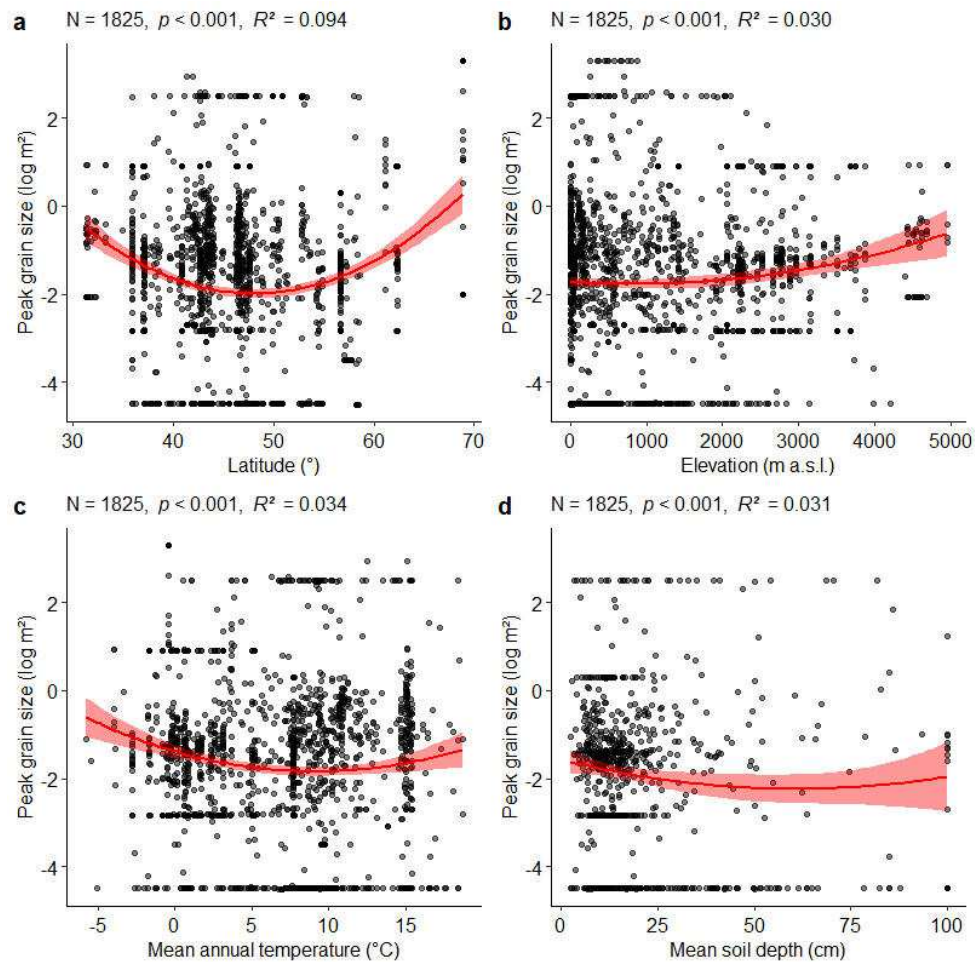 a N = 1825, p < 0.001, R² = 0.094
Peak grain size (log m²)
2
0
-2
-4
30 40 50 60 70
Latitude (°)
b N = 1825, p < 0.001, R² = 0.030
Peak grain size (log m²)
2
0
-2
-4
0 1000 2000 3000 4000 5000
Elevation (m a.s.l.)
c N = 1825, p < 0.001, R² = 0.034
Peak grain size (log m²)
2
0
-2
-4
-5 0 5 10 15
Mean annual temperature (°C)
d N = 1825, p < 0.001, R² = 0.031
Peak grain size (log m²)
2
0
-2
-4
0 25 50 75 100
Mean soil depth (cm)